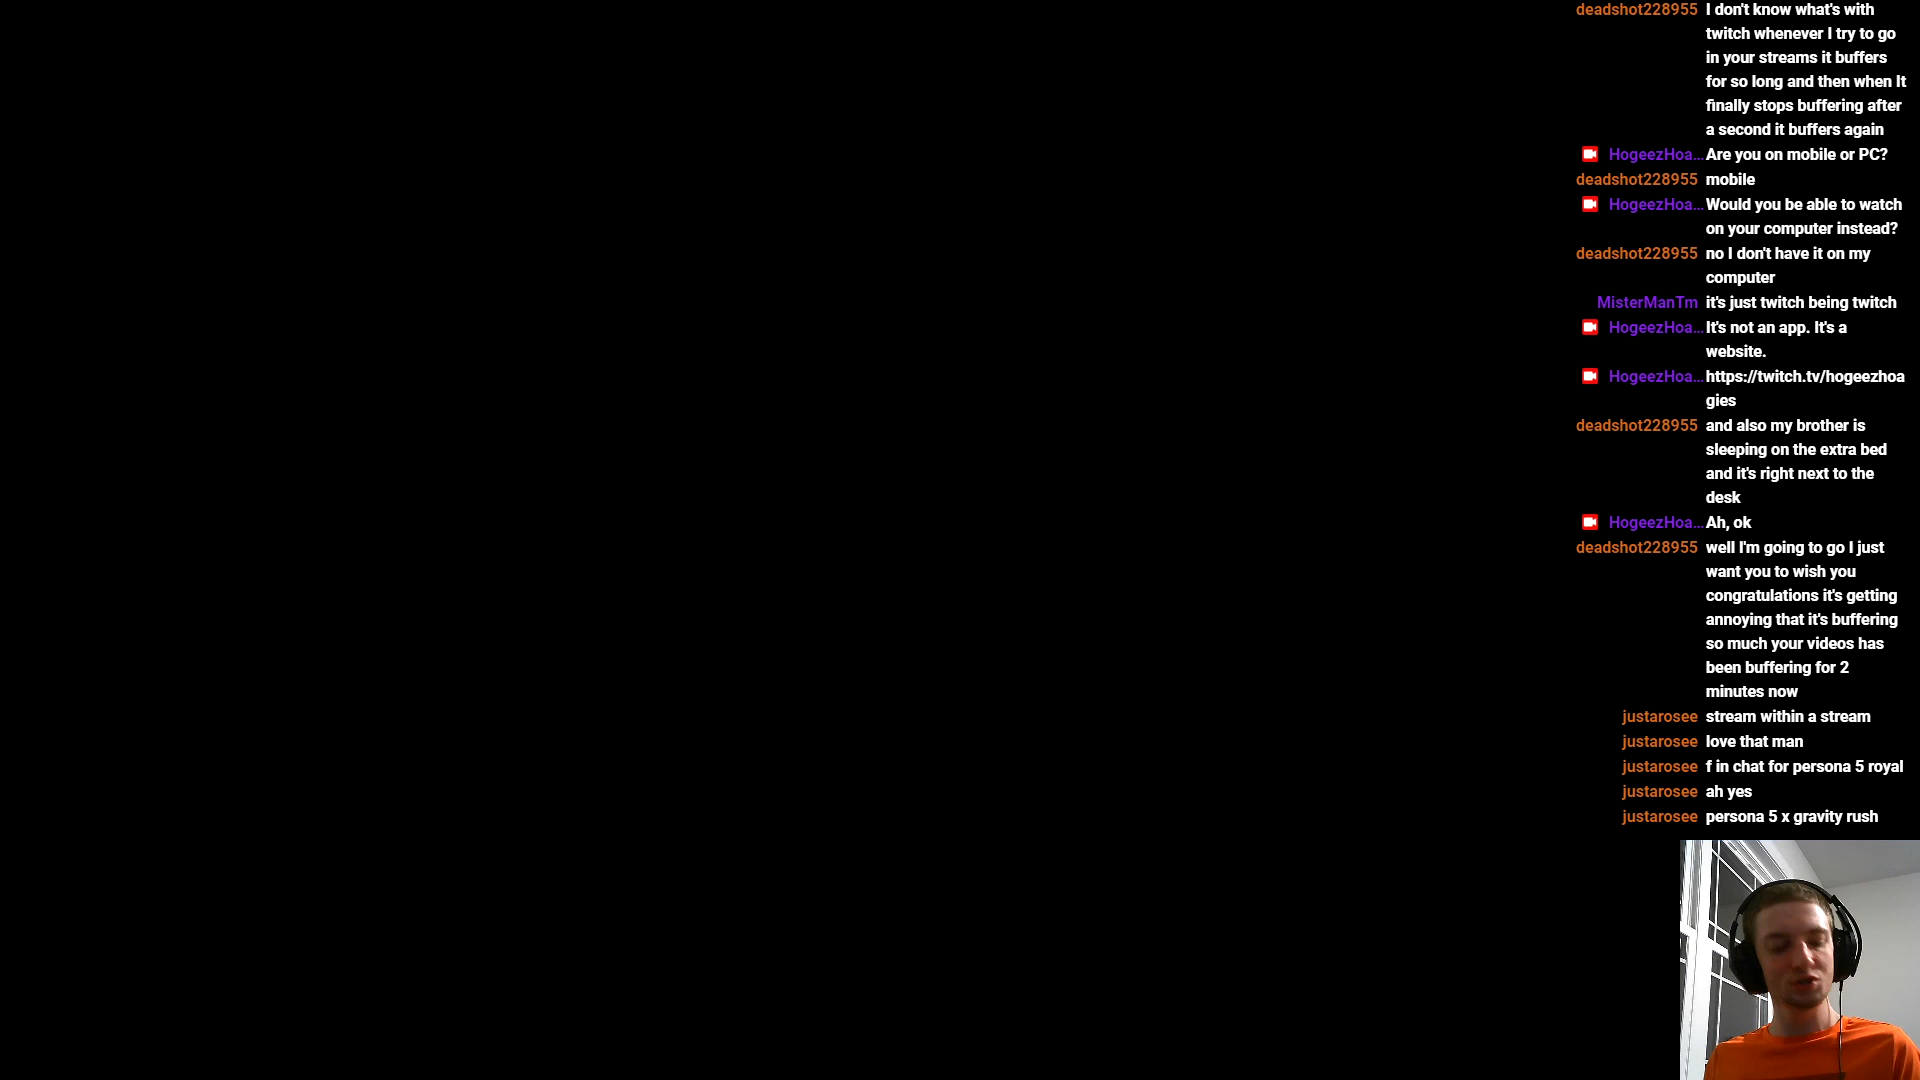 deadshot228955 I don't know what's with
twitch whenever I try to go
in your streams it buffers
for so long and then when It
finally stops buffering after
a second it buffers again
HogeezHoa... Are you on mobile or PC?
deadshot228955 mobile
HogeezHoa... Would you be able to watch
on your computer instead?
deadshot228955 no I don't have it on my
computer
MisterManTm it's just twitch being twitch
HogeezHoa... It's not an app. It's a
website.
HogeezHoa... https://twitch.tv/hogeezhoa
gies
deadshot228955 and also my brother is
sleeping on the extra bed
and it's right next to the
desk
HogeezHoa... Ah, ok
deadshot228955 well I'm going to go I just
want you to wish you
congratulations it's getting
annoying that it's buffering
so much your videos has
been buffering for 2
minutes now
justarosee stream within a stream
justarosee love that man
justarosee f in chat for persona 5 royal
justarosee ah yes
justarosee persona 5 x gravity rush